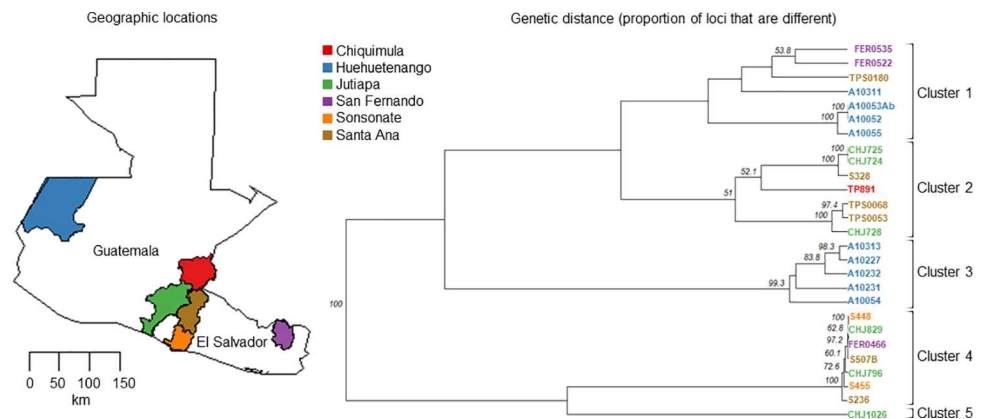 Geographic locations
Genetic distance (proportion of loci that are different)
Chiquimula
Huehuetenango
Jutiapa
San Fernando
Sonsonate
Santa Ana
Guatemala
El Salvador
0 50 100 150
km
FER0535
53.8
FER0522
TPS0180
A10311
A10053Ab
100
A10052
100
A10055
Cluster 1
CHJ725
100
CHJ724
100
S328
52.1
TP891
51
TPS0068
97.4
TPS0053
100
CHJ728
Cluster 2
A10313
98.3
A10227
83.8
A10232
99.3
A10231
A10054
Cluster 3
100
S448
100
62.8
CHJ829
97.2
FER0466
60.1
S507B
72.6
CHJ796
100
S455
S236
Cluster 4
CHJ1026
Cluster 5